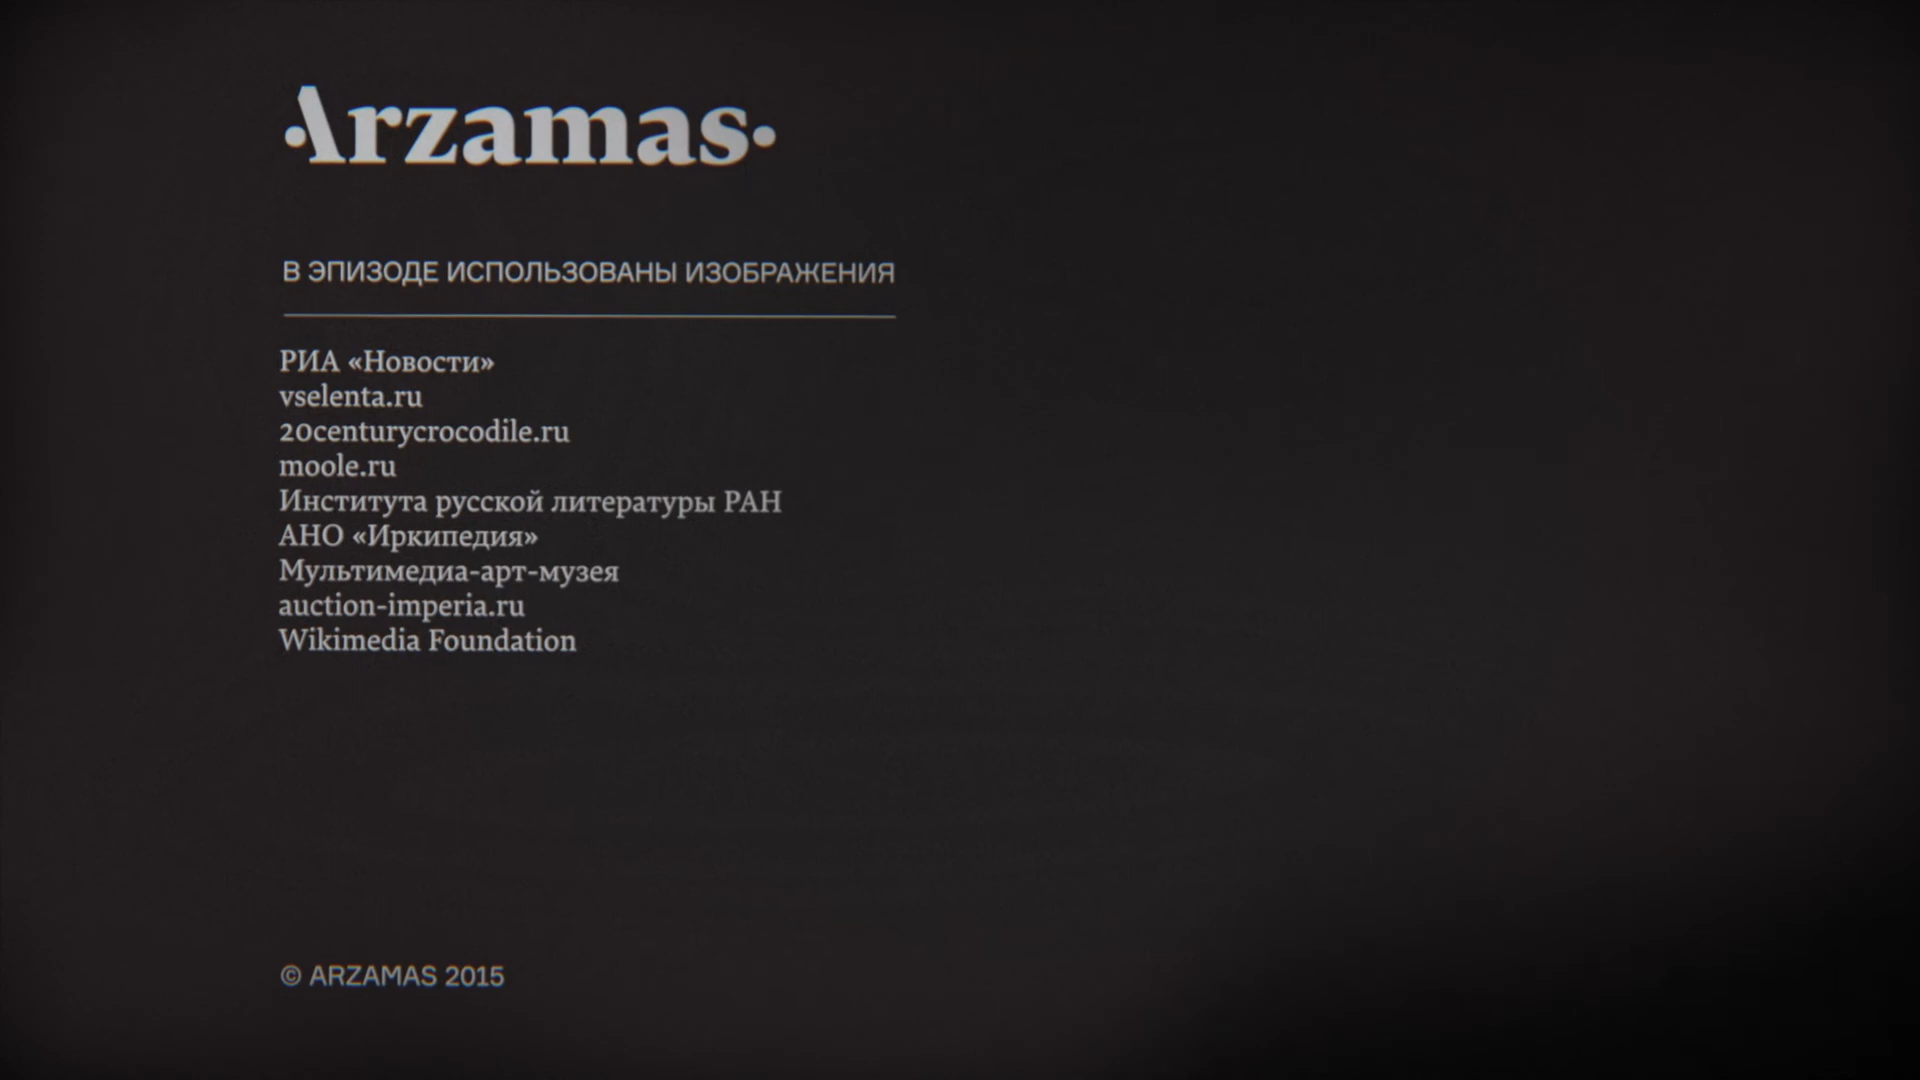 Arzamas
В ЭПИЗОДЕ ИСПОЛЬЗОВАНЫ ИЗОБРАЖЕНИЯ
РИА «Новости»
vselenta.ru
20centurycrocodile.ru
moole.ru
Института русской литературы РАН
АНО «Иркипедия»
Мультимедиа-арт-музея
auction-imperia.ru
Wikimedia Foundation
© ARZAMAS 2015